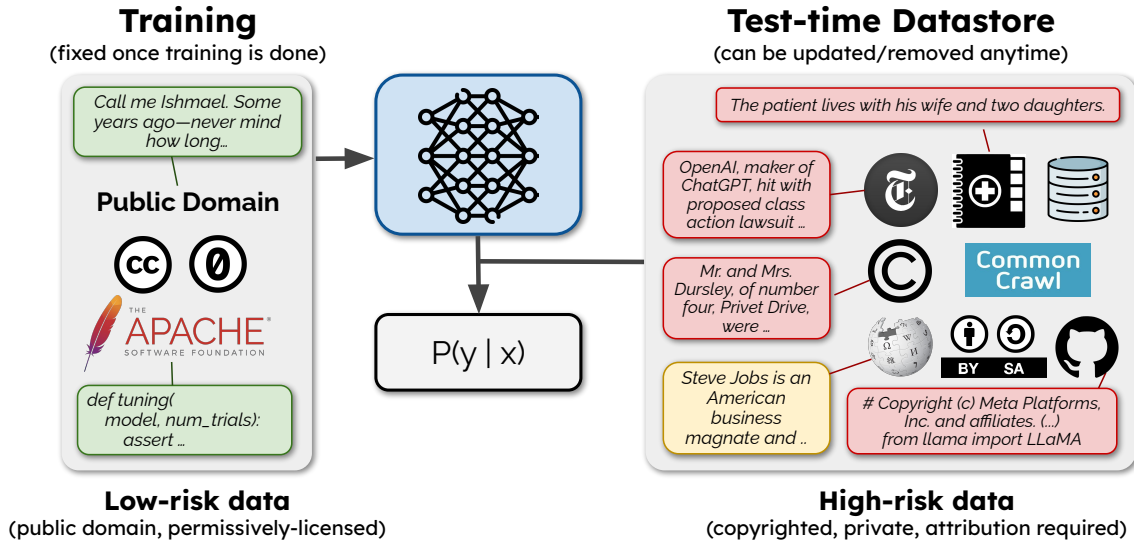 Training
(fixed once training is done)
Call me Ishmael. Some
years ago—never mind
how long…
Public Domain
cc
0
THE
APACHE®
SOFTWARE FOUNDATION
def tuning(
model, num_trials):
assert …
Low-risk data
(public domain, permissively-licensed)
P(y | x)
Test-time Datastore
(can be updated/removed anytime)
The patient lives with his wife and two daughters.
OpenAI, maker of
ChatGPT, hit with
proposed class
action lawsuit …
T
Mr. and Mrs.
Dursley, of number
four, Privet Drive,
were …
©
Common
Crawl
Steve Jobs is an
American
business
magnate and ..
W
BY SA
# Copyright (c) Meta Platforms,
Inc. and affiliates. (...)
from llama import LLaMA
High-risk data
(copyrighted, private, attribution required)